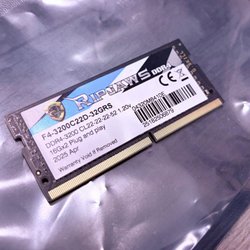 RIPJAWS DDR4
F4-3200C22D-32GRS
DDR4-3200 CL22-22-22-52 1.20v
16Gx2 Plug and play
2025 Apr
Warranty Void If Removed